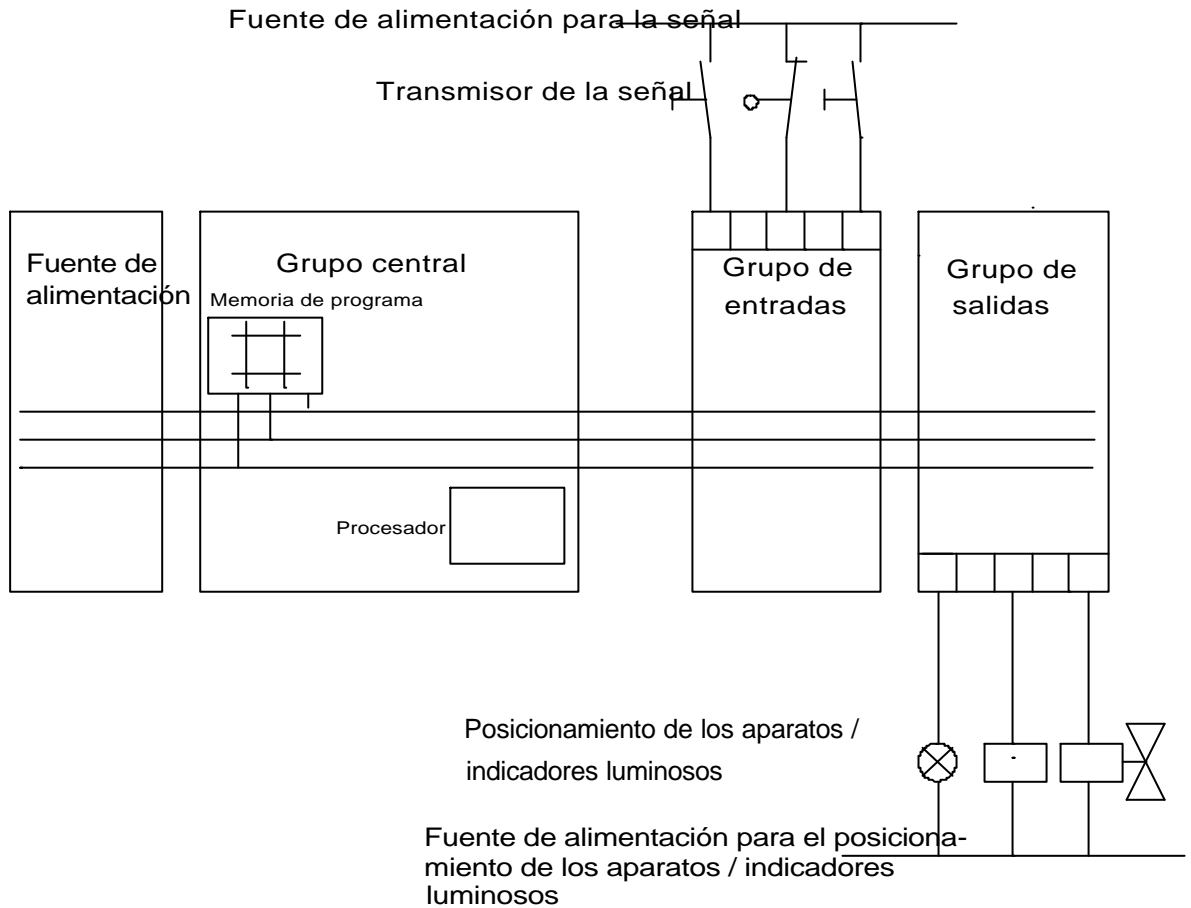 Fuente de alimentación para la señal
Transmisor de la señal
Fuente de
alimentación
Grupo central
Memoria de programa
Procesador
Grupo de
entradas
Grupo de
salidas
Posicionamiento de los aparatos /
indicadores luminosos
Fuente de alimentación para el posiciona-
miento de los aparatos / indicadores
luminosos